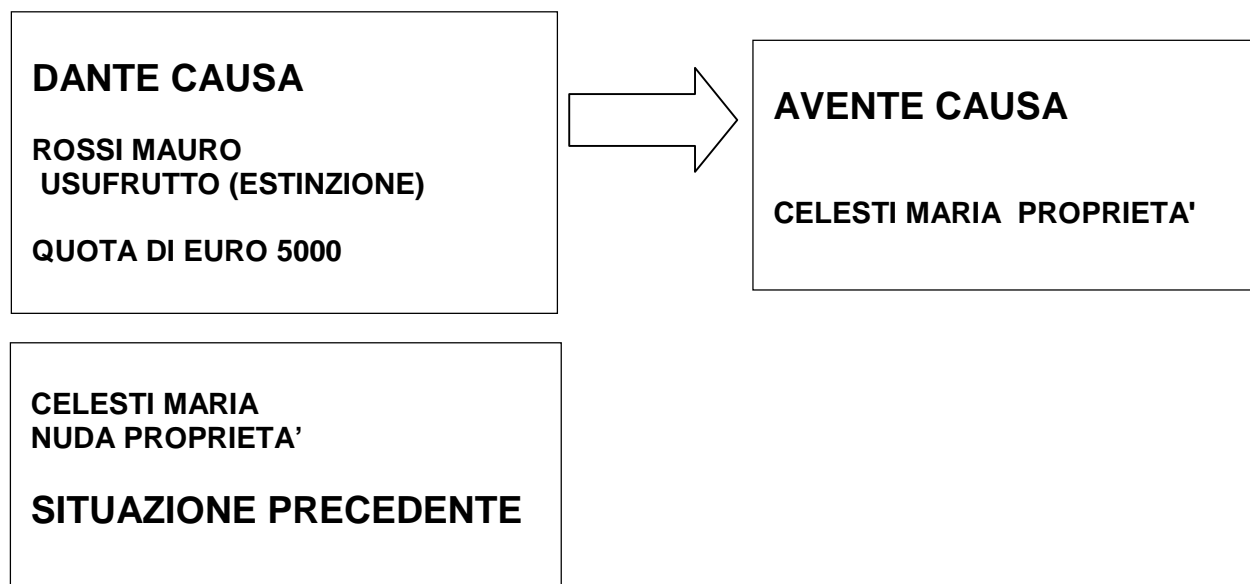 DANTE CAUSA
ROSSI MAURO
USUFRUTTO (ESTINZIONE)
QUOTA DI EURO 5000
AVENTE CAUSA
CELESTI MARIA PROPRIETA'
CELESTI MARIA
NUDA PROPRIETA’
SITUAZIONE PRECEDENTE